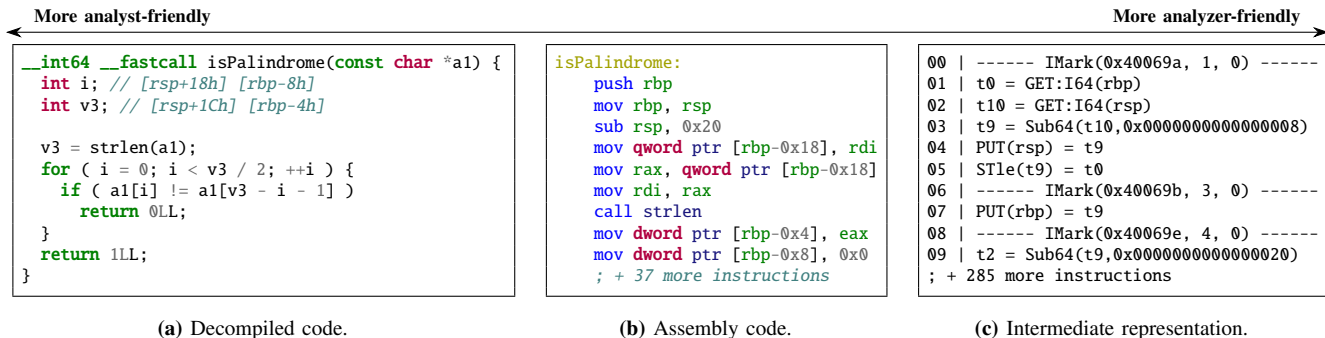 More analyst-friendly
More analyzer-friendly
__int64 __fastcall isPalindrome(const char *a1) {
  int i; // [rsp+18h] [rbp-8h]
  int v3; // [rsp+1Ch] [rbp-4h]

  v3 = strlen(a1);
  for ( i = 0; i < v3 / 2; ++i ) {
    if ( a1[i] != a1[v3 - i - 1] )
      return 0LL;
  }
  return 1LL;
}
(a) Decompiled code.
isPalindrome:
    push rbp
    mov rbp, rsp
    sub rsp, 0x20
    mov qword ptr [rbp-0x18], rdi
    mov rax, qword ptr [rbp-0x18]
    mov rdi, rax
    call strlen
    mov dword ptr [rbp-0x4], eax
    mov dword ptr [rbp-0x8], 0x0
    ; + 37 more instructions
(b) Assembly code.
00 | ------ IMark(0x40069a, 1, 0) ------
01 | t0 = GET:I64(rbp)
02 | t10 = GET:I64(rsp)
03 | t9 = Sub64(t10,0x0000000000000008)
04 | PUT(rsp) = t9
05 | STle(t9) = t0
06 | ------ IMark(0x40069b, 3, 0) ------
07 | PUT(rbp) = t9
08 | ------ IMark(0x40069e, 4, 0) ------
09 | t2 = Sub64(t9,0x0000000000000020)
; + 285 more instructions
(c) Intermediate representation.